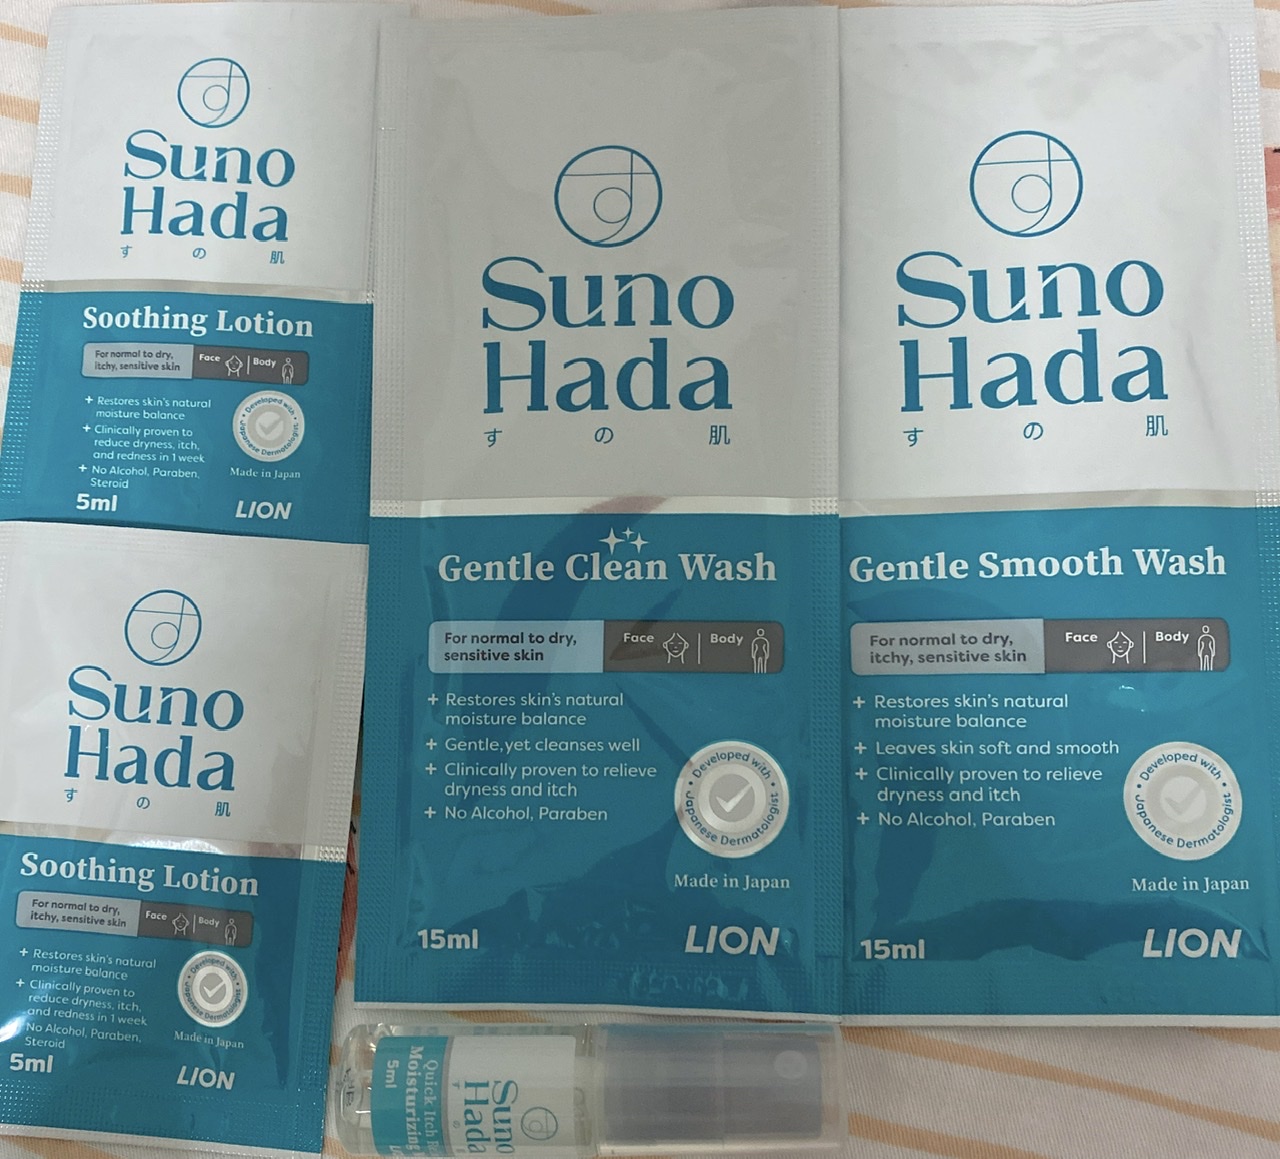 Suno
Hada
すの肌
Soothing Lotion
For normal to dry,
itchy, sensitive skin
Face
Body
+ Restores skin's natural
moisture balance
+ Clinically proven to
reduce dryness, itch,
and redness in 1 week
+ No Alcohol, Paraben,
Steroid
Developed with
Japanese Dermatologist
Made in Japan
5ml
LION
Suno
Hada
すの肌
Soothing Lotion
For normal to dry,
itchy, sensitive skin
Face
Body
+ Restores skin's natural
moisture balance
+ Clinically proven to
reduce dryness, itch,
and redness in 1 week
No Alcohol, Paraben,
Steroid
Developed with
Japanese Dermatologist
Made in Japan
5ml
LION
Suno
Hada
すの肌
Gentle Clean Wash
For normal to dry,
sensitive skin
Face
Body
+ Restores skin's natural
moisture balance
+ Gentle, yet cleanses well
+ Clinically proven to relieve
dryness and itch
+ No Alcohol, Paraben
Developed with
Japanese Dermatologist
Made in Japan
15ml
LION
Suno
Hada
すの肌
Gentle Smooth Wash
For normal to dry,
itchy, sensitive skin
Face
Body
+ Restores skin's natural
moisture balance
+ Leaves skin soft and smooth
+ Clinically proven to relieve
dryness and itch
+ No Alcohol, Paraben
Developed with
Japanese Dermatologist
Made in Japan
15ml
LION
Suno
Hada
Quick Itch
Moisturizing
5ml